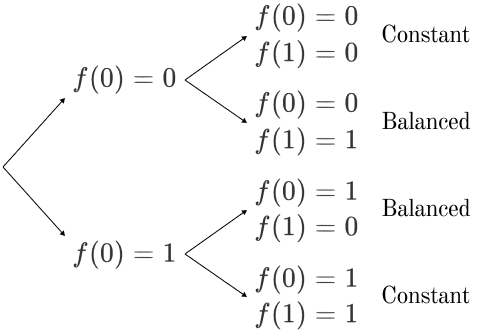 f(0) = 0
f(1) = 0
Constant
f(0) = 0
f(0) = 0
f(1) = 1
Balanced
f(0) = 1
f(1) = 0
Balanced
f(0) = 1
f(0) = 1
f(1) = 1
Constant